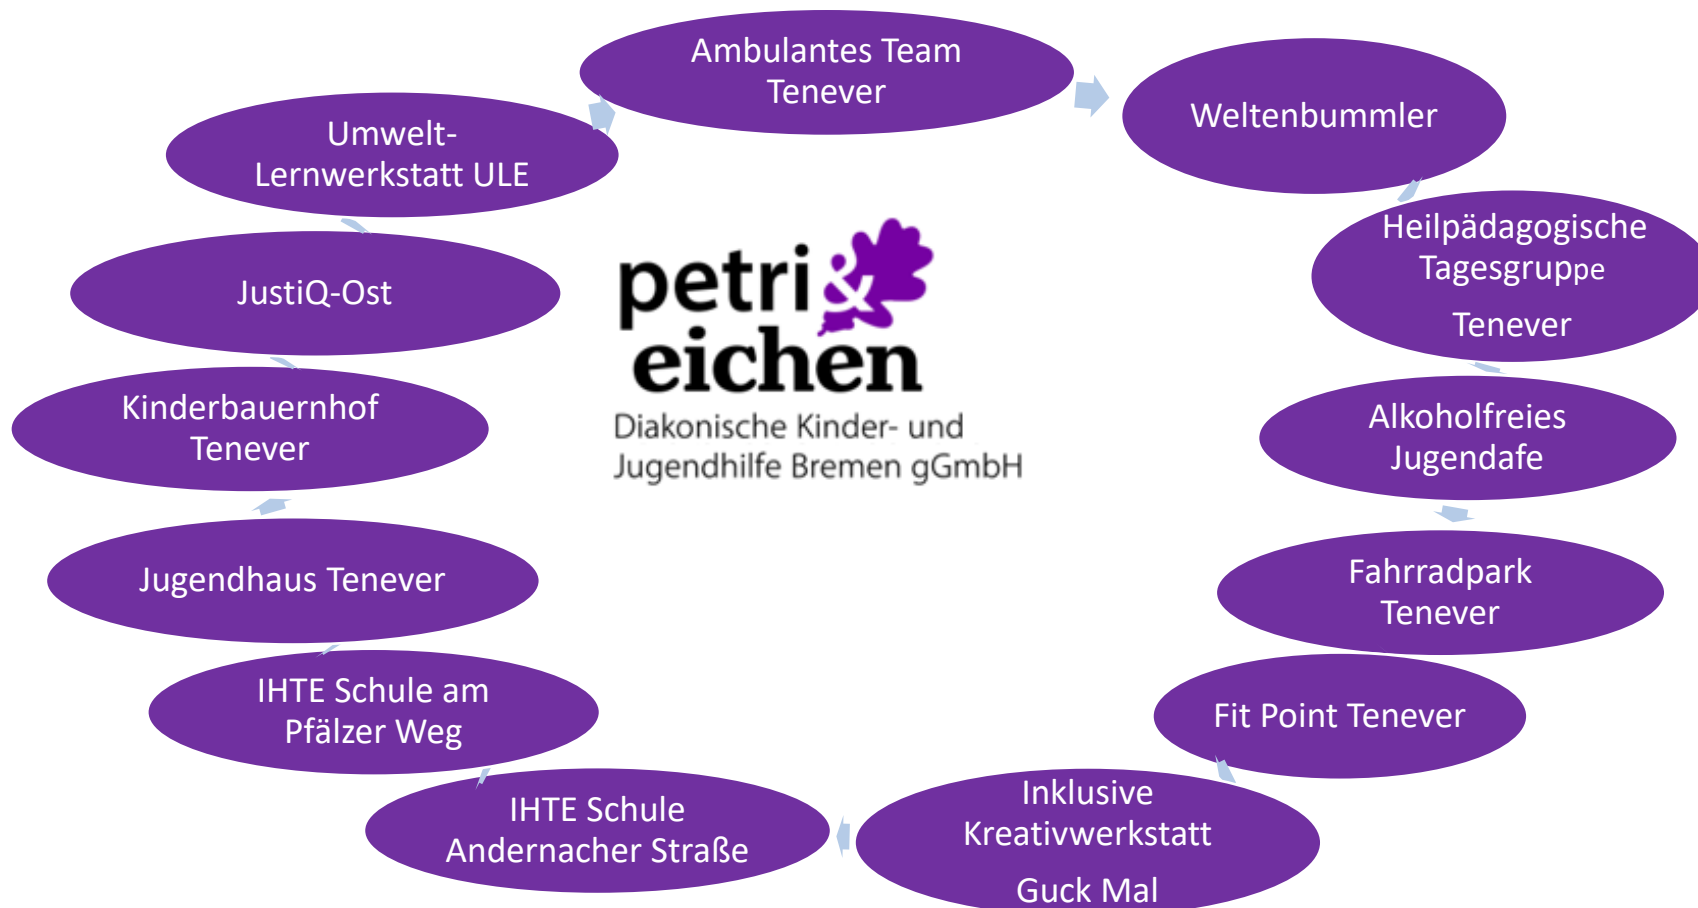 Ambulantes Team
Tenever
Weltenbummler
Heilpädagogische
Tagesgruppe
Tenever
Alkoholfreies
Jugendafe
Fahrradpark
Tenever
Fit Point Tenever
Inklusive
Kreativwerkstatt
Guck Mal
IHTE Schule
Andernacher Straße
IHTE Schule am
Pfälzer Weg
Jugendhaus Tenever
Kinderbauernhof
Tenever
JustiQ-Ost
Umwelt-
Lernwerkstatt ULE
petri &
eichen
Diakonische Kinder- und
Jugendhilfe Bremen gGmbH